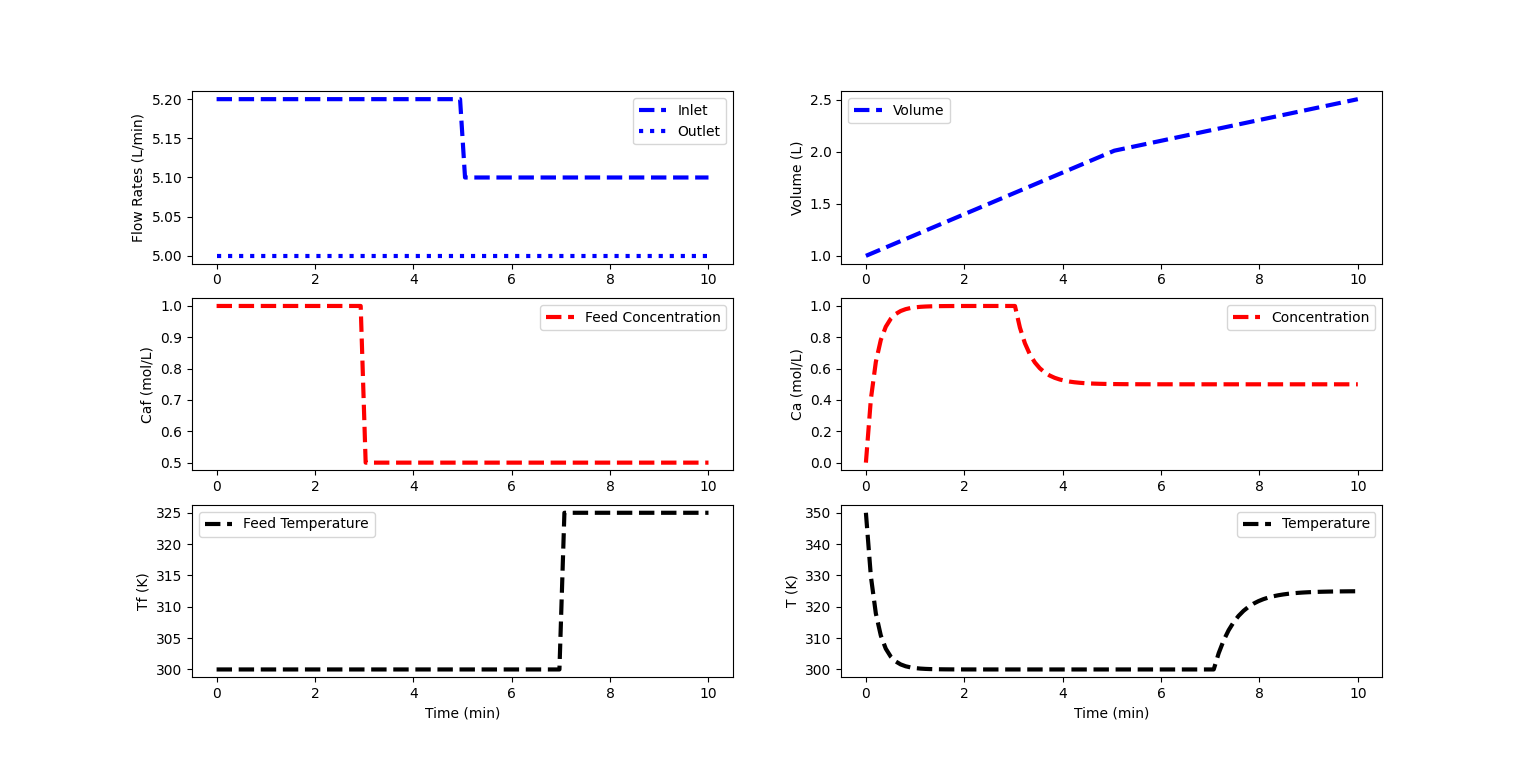 Flow Rates (L/min)
5.20
5.15
5.10
5.05
5.00
Inlet
Outlet
0 2 4 6 8 10
Volume (L)
2.5
2.0
1.5
1.0
Volume
0 2 4 6 8 10
Caf (mol/L)
1.0
0.9
0.8
0.7
0.6
0.5
Feed Concentration
0 2 4 6 8 10
Ca (mol/L)
1.0
0.8
0.6
0.4
0.2
0.0
Concentration
0 2 4 6 8 10
Tf (K)
325
320
315
310
305
300
Feed Temperature
0 2 4 6 8 10
Time (min)
T (K)
350
340
330
320
310
300
Temperature
0 2 4 6 8 10
Time (min)